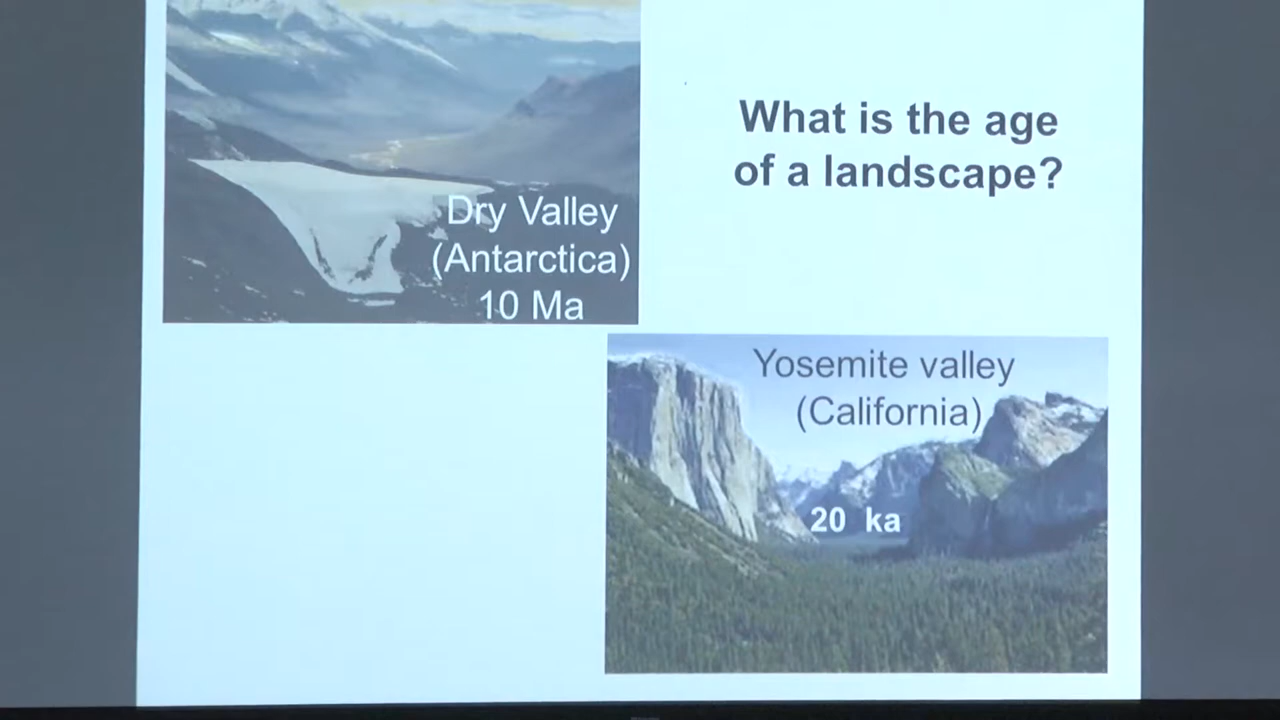 What is the age
of a landscape?
Dry Valley
(Antarctica)
10 Ma
Yosemite valley
(California)
20 ka